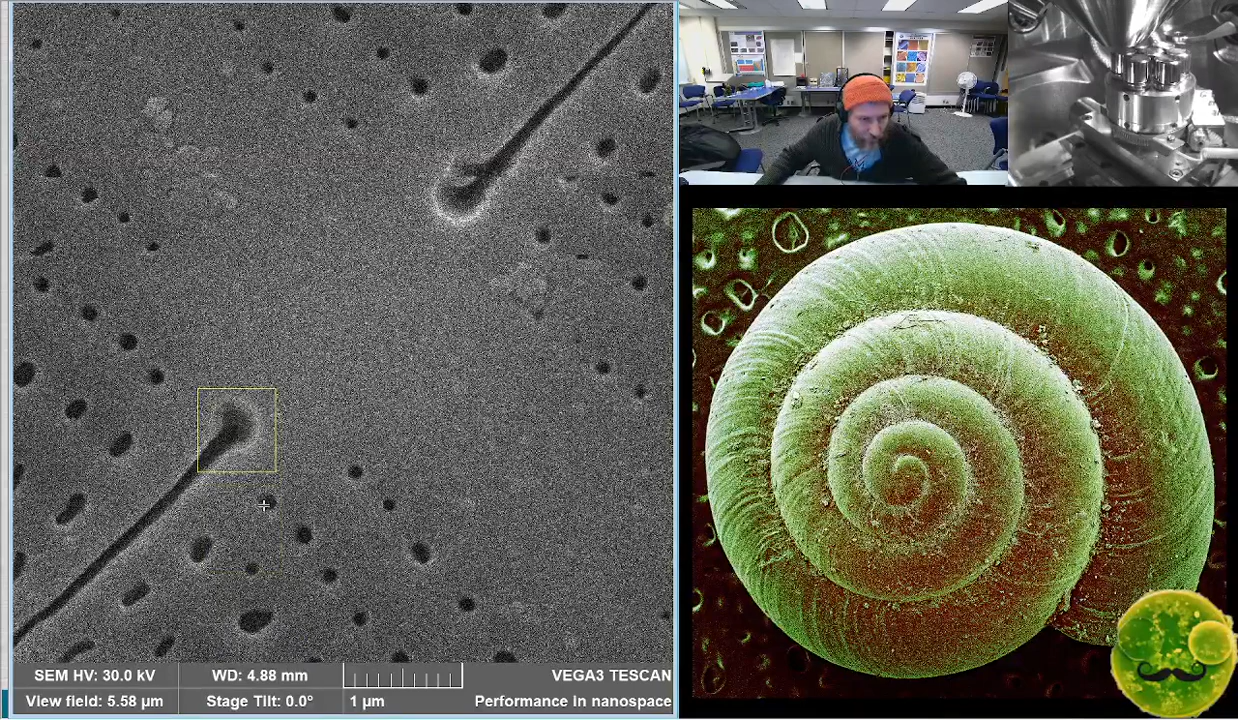 SEM HV: 30.0 kV
WD: 4.88 mm
VEGA3 TESCAN
View field: 5.58 µm
Stage Tilt: 0.0°
1 µm
Performance in nanospace